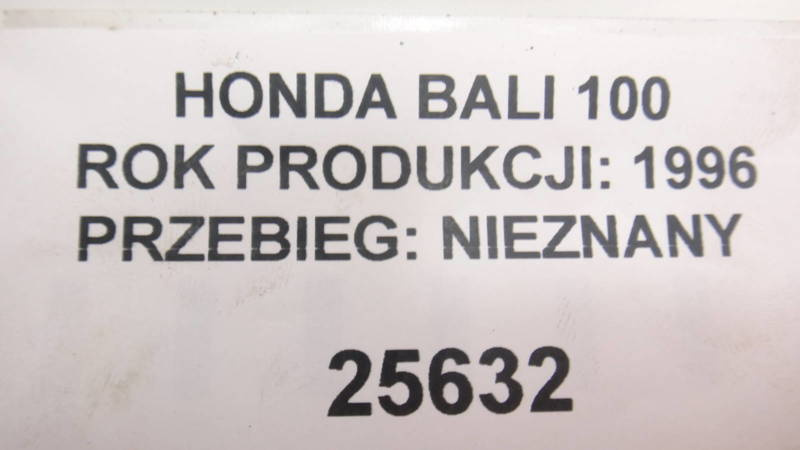 HONDA BALI 100
ROK PRODUKCJI: 1996
PRZEBIEG: NIEZNANY
25632